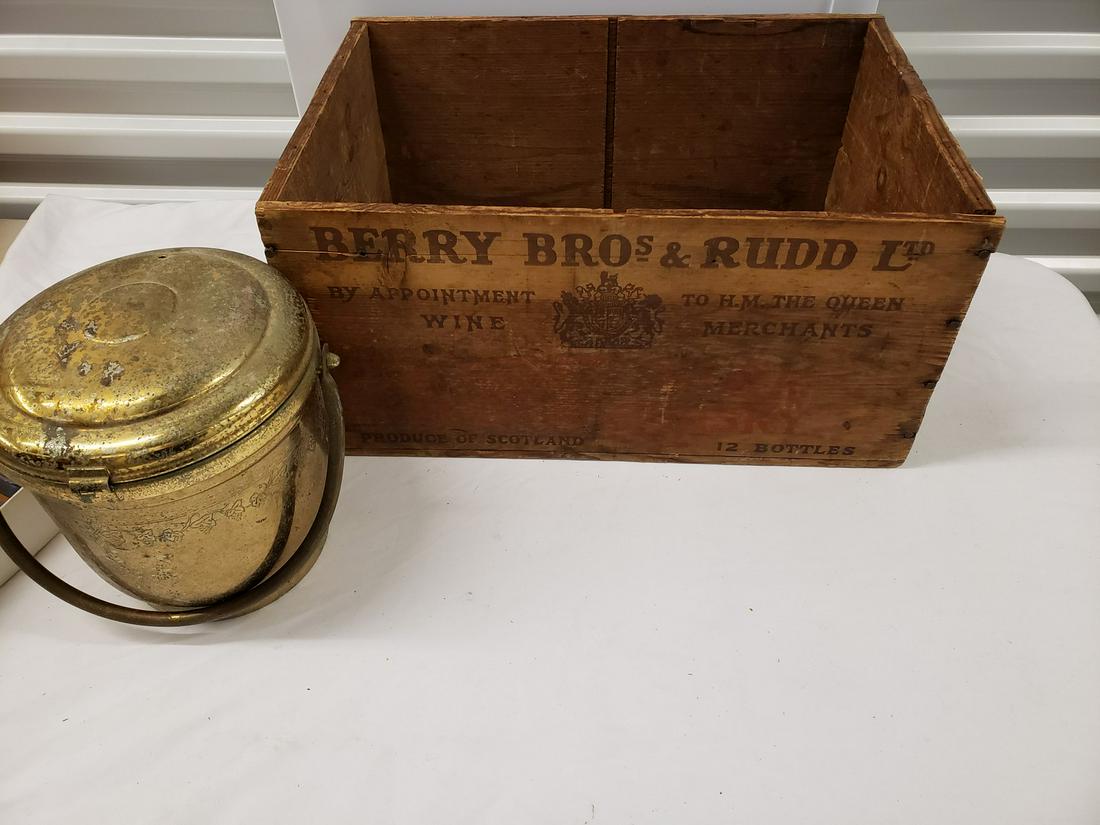 BERRY BROS & RUDD LTD
BY APPOINTMENT TO H.M. THE QUEEN
WINE MERCHANTS
PRODUCE OF SCOTLAND 12 BOTTLES